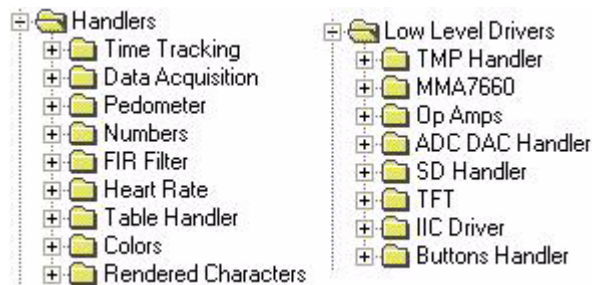 Handlers
Time Tracking
Data Acquisition
Pedometer
Numbers
FIR Filter
Heart Rate
Table Handler
Colors
Rendered Characters
Low Level Drivers
TMP Handler
MMA7660
Op Amps
ADC DAC Handler
SD Handler
TFT
IIC Driver
Buttons Handler